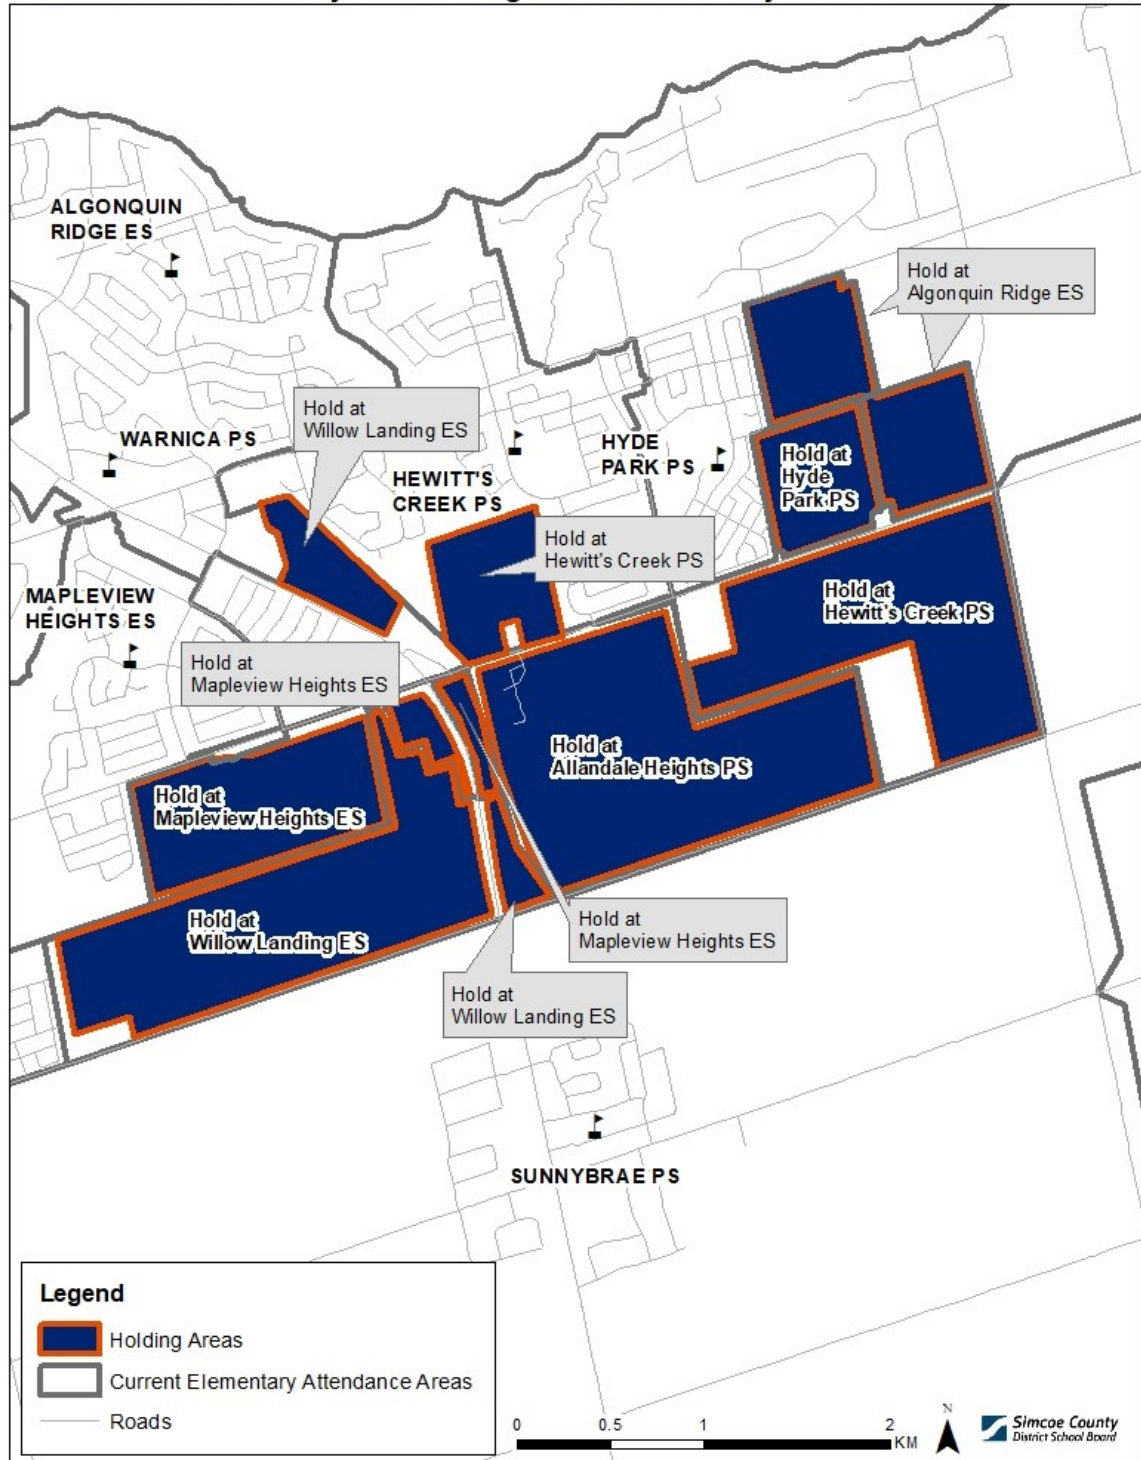 ALGONQUIN
RIDGE ES
Hold at
Algonquin Ridge ES
Hold at
Willow Landing ES
WARNICA PS
HEWITT'S
CREEK PS
HYDE
PARK PS
Hold at
Hyde
Park PS
Hold at
Hewitt's Creek PS
MAPLEVIEW
HEIGHTS ES
Hold at
Hewitt's Creek PS
Hold at
Mapleview Heights ES
Hold at
Allandale Heights PS
Hold at
Mapleview Heights ES
Hold at
Willow Landing ES
Hold at
Mapleview Heights ES
Hold at
Willow Landing ES
SUNNYBRAE PS
Legend
Holding Areas
Current Elementary Attendance Areas
Roads
0 0.5 1 2
KM
N
Simcoe County
District School Board